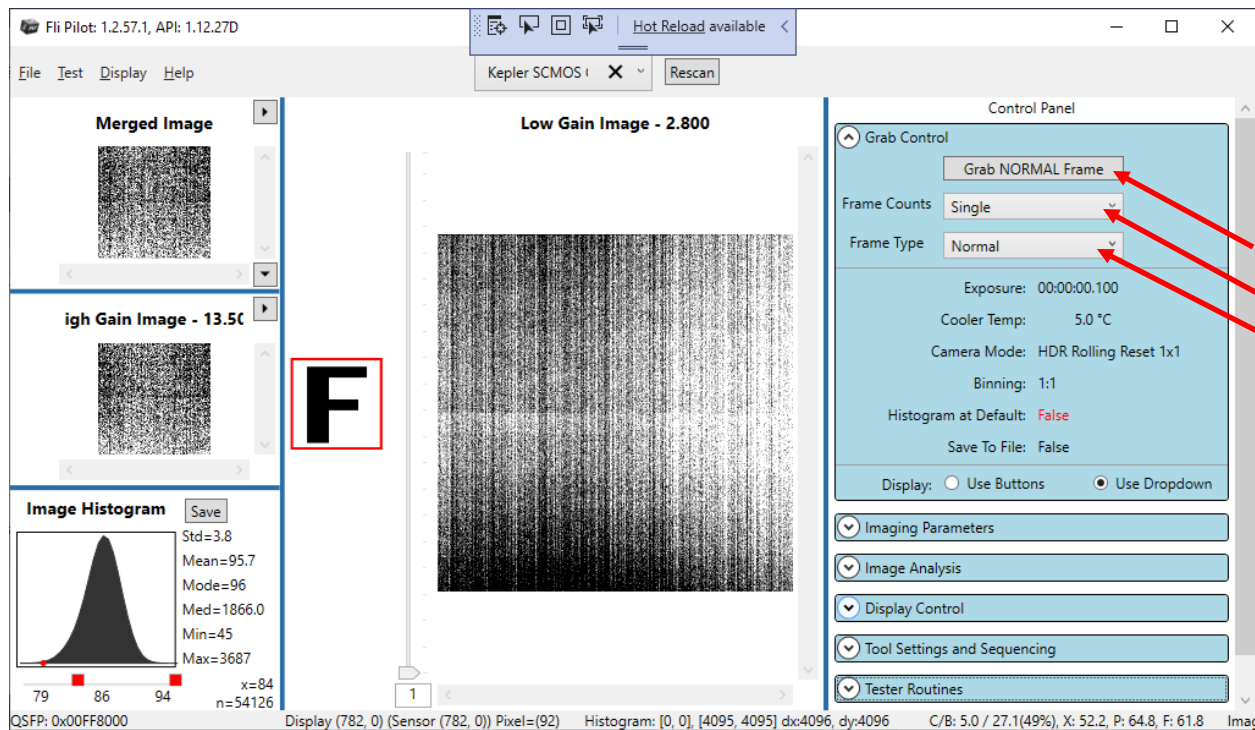 Fli Pilot: 1.2.57.1, API: 1.12.27D
Hot Reload available
File Test Display Help
Kepler SCMOS
Rescan
Merged Image
igh Gain Image - 13.50
Image Histogram
Save
Std=3.8
Mean=95.7
Mode=96
Med=1866.0
Min=45
Max=3687
79 86 94
x=84
n=54126
Low Gain Image - 2.800
F
1
Control Panel
Grab Control
Grab NORMAL Frame
Frame Counts Single
Frame Type Normal
Exposure: 00:00:00.100
Cooler Temp: 5.0 °C
Camera Mode: HDR Rolling Reset 1x1
Binning: 1:1
Histogram at Default: False
Save To File: False
Display: Use Buttons Use Dropdown
Imaging Parameters
Image Analysis
Display Control
Tool Settings and Sequencing
Tester Routines
QSFP: 0x00FF8000 Display (782, 0) (Sensor (782, 0)) Pixel=(92) Histogram: [0, 0], [4095, 4095] dx:4096, dy:4096 C/B: 5.0 / 27.1(49%), X: 52.2, P: 64.8, F: 61.8 Imag